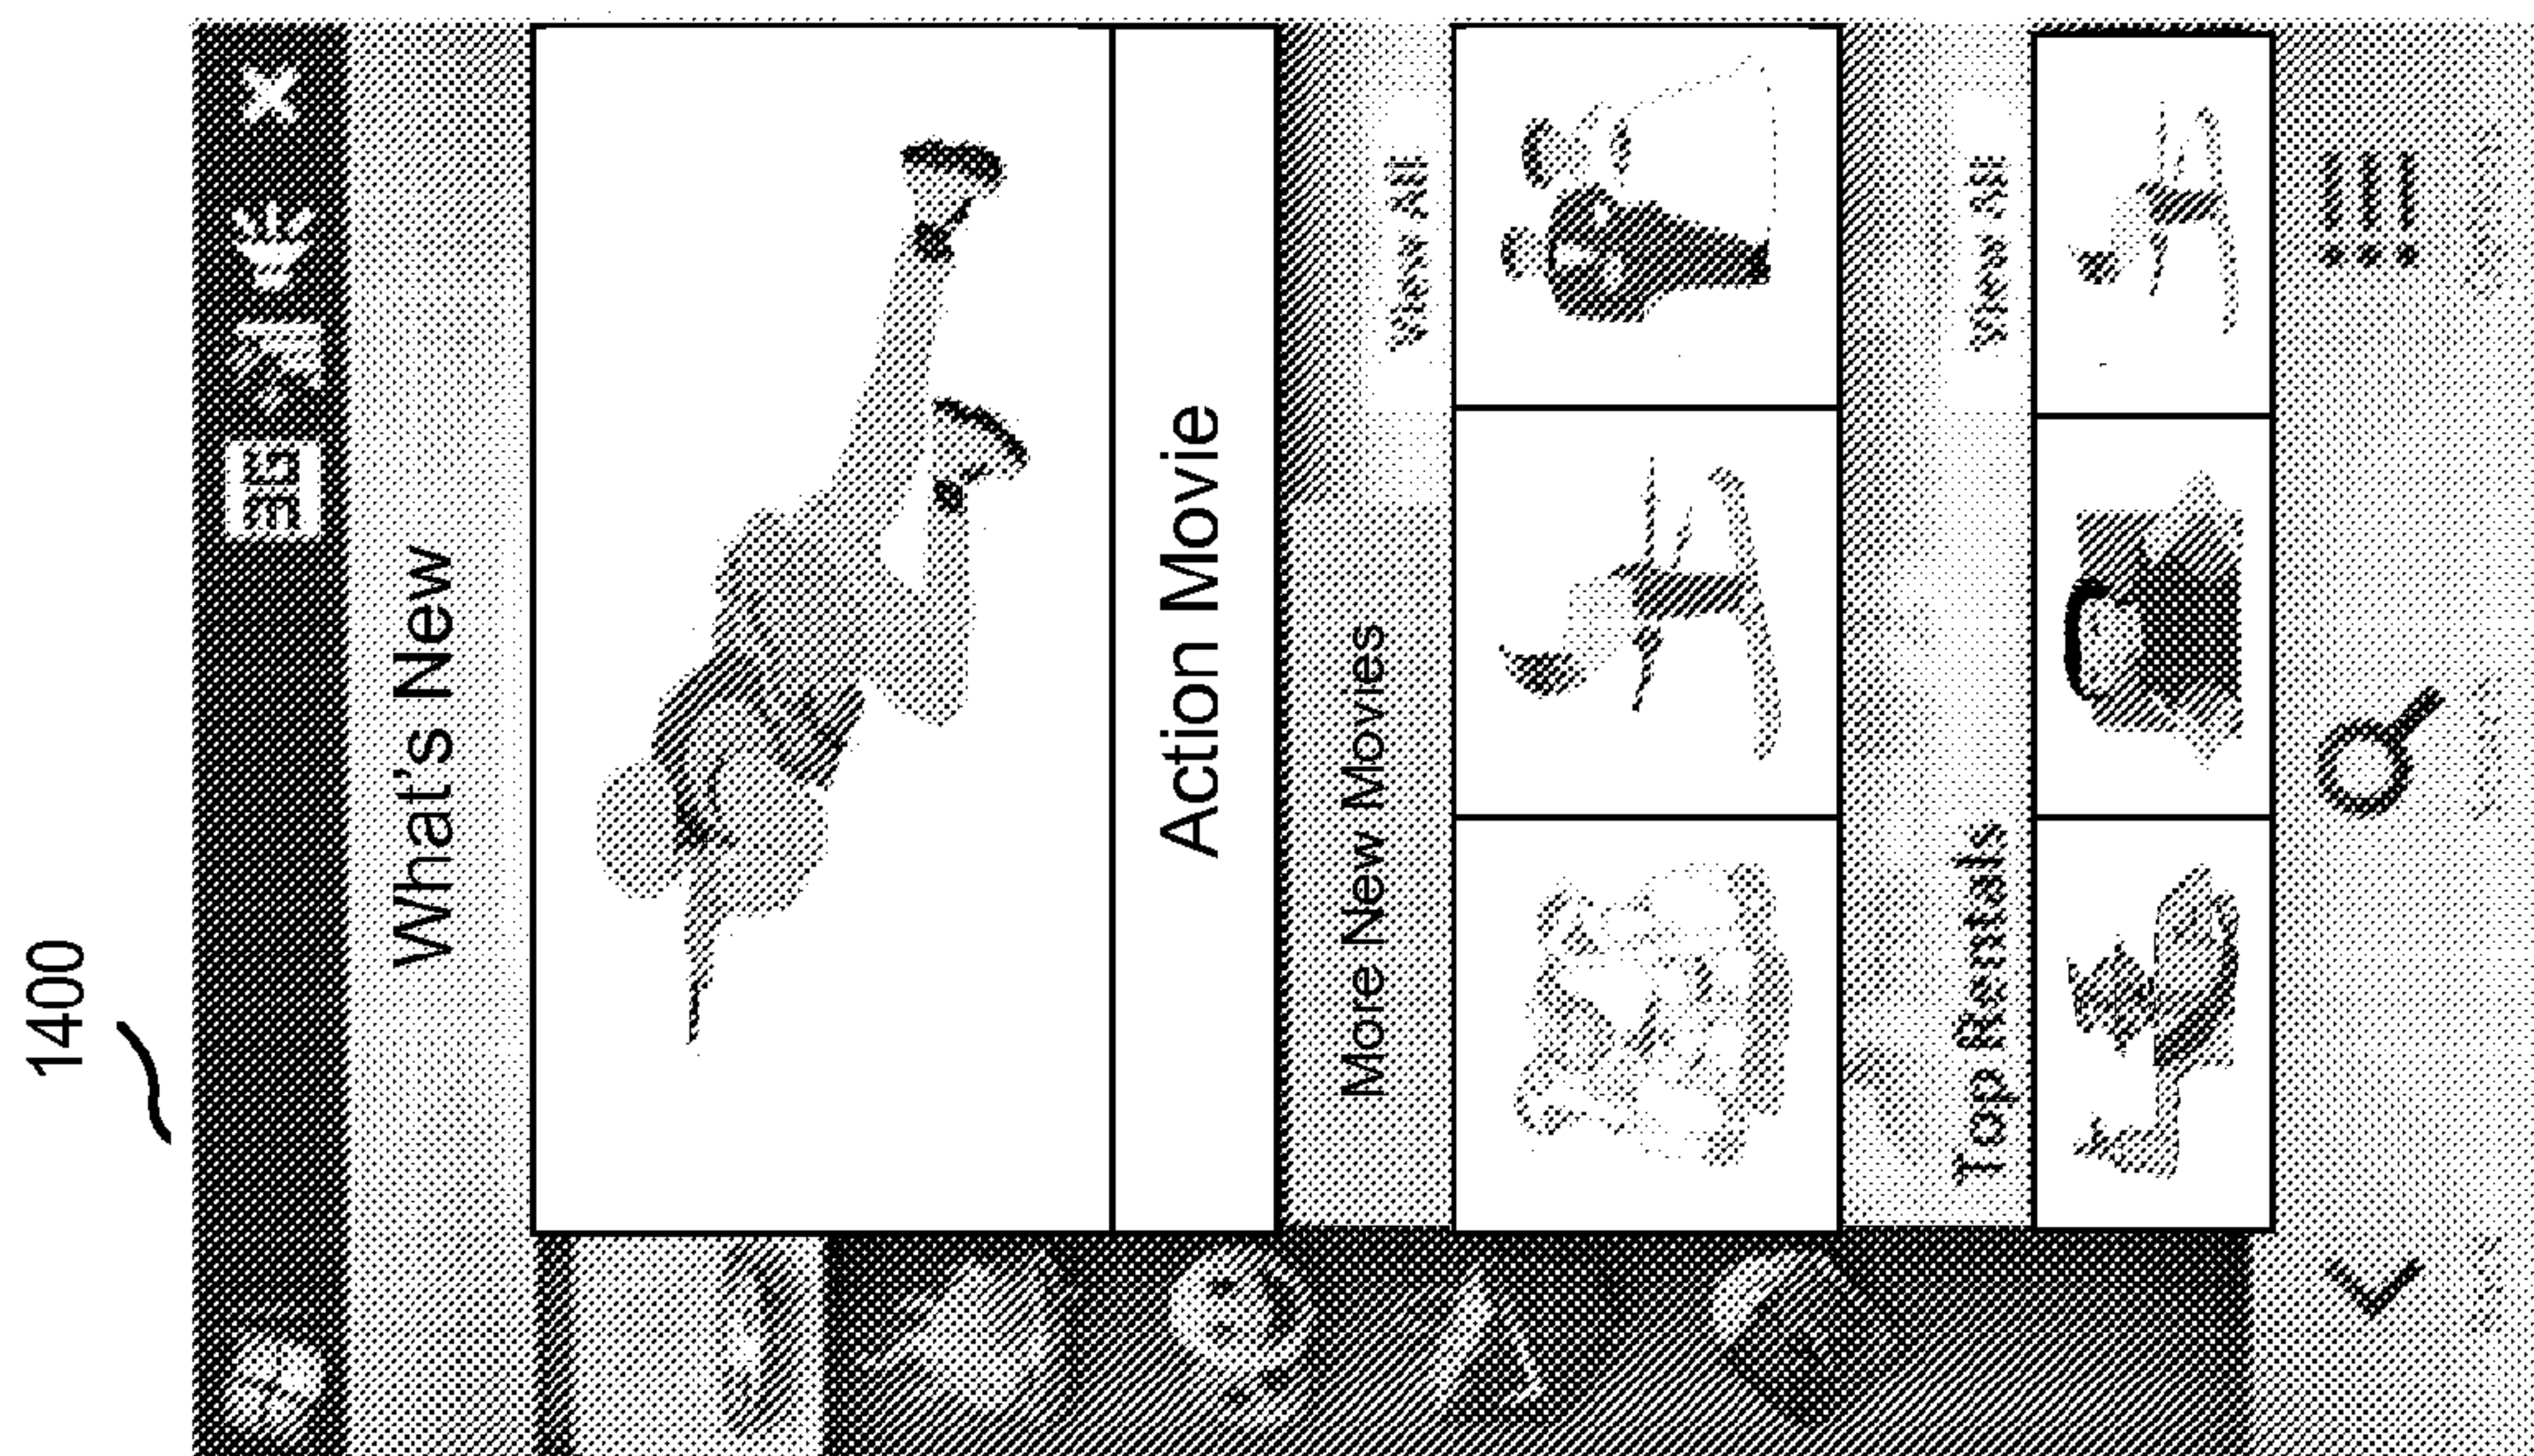 1400
What's New
Action Movie
More New Movies
View All
Top Rentals
View All